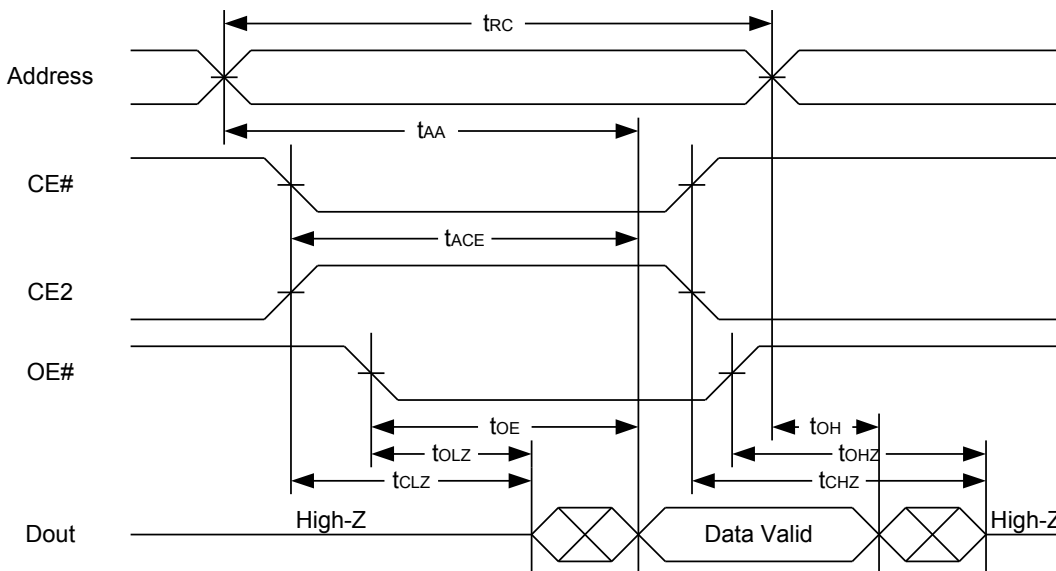 tRC
Address
tAA
CE#
tACE
CE2
OE#
tOE
tOH
tOLZ
tOHZ
tCLZ
tCHZ
High-Z
High-Z
Dout
Data Valid